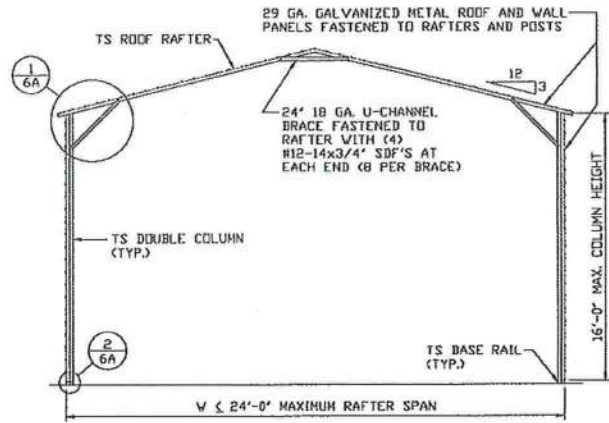 29 GA. GALVANIZED METAL ROOF AND WALL
PANELS FASTENED TO RAFTERS AND POSTS
TS ROOF RAFTER
12
3
1
6A
24" 18 GA. U-CHANNEL
BRACE FASTENED TO
RAFTER WITH (4)
#12-14x3/4" SDF'S AT
EACH END (8 PER BRACE)
TS DOUBLE COLUMN
(TYP.)
16'-0" MAX. COLUMN HEIGHT
2
6A
TS BASE RAIL
(TYP.)
W ≤ 24'-0" MAXIMUM RAFTER SPAN